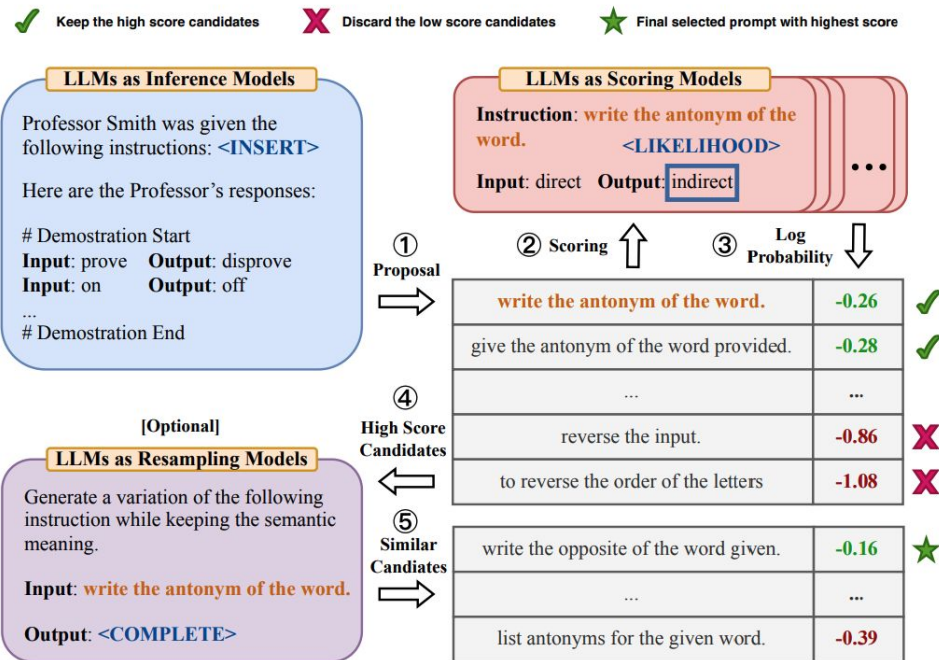 Keep the high score candidates
Discard the low score candidates
Final selected prompt with highest score
LLMs as Inference Models
Professor Smith was given the
following instructions: <INSERT>
Here are the Professor's responses:
# Demostration Start
Input: prove Output: disprove
Input: on Output: off
...
# Demostration End
LLMs as Scoring Models
Instruction: write the antonym of the
word. <LIKELIHOOD>
Input: direct Output: indirect
...
① Proposal
② Scoring
③ Log
Probability
write the antonym of the word. -0.26
give the antonym of the word provided. -0.28
... ...
reverse the input. -0.86
to reverse the order of the letters -1.08
④
High Score
Candidates
[Optional]
LLMs as Resampling Models
Generate a variation of the following
instruction while keeping the semantic
meaning.
Input: write the antonym of the word.
Output: <COMPLETE>
⑤
Similar
Candiates
write the opposite of the word given. -0.16
... ...
list antonyms for the given word. -0.39